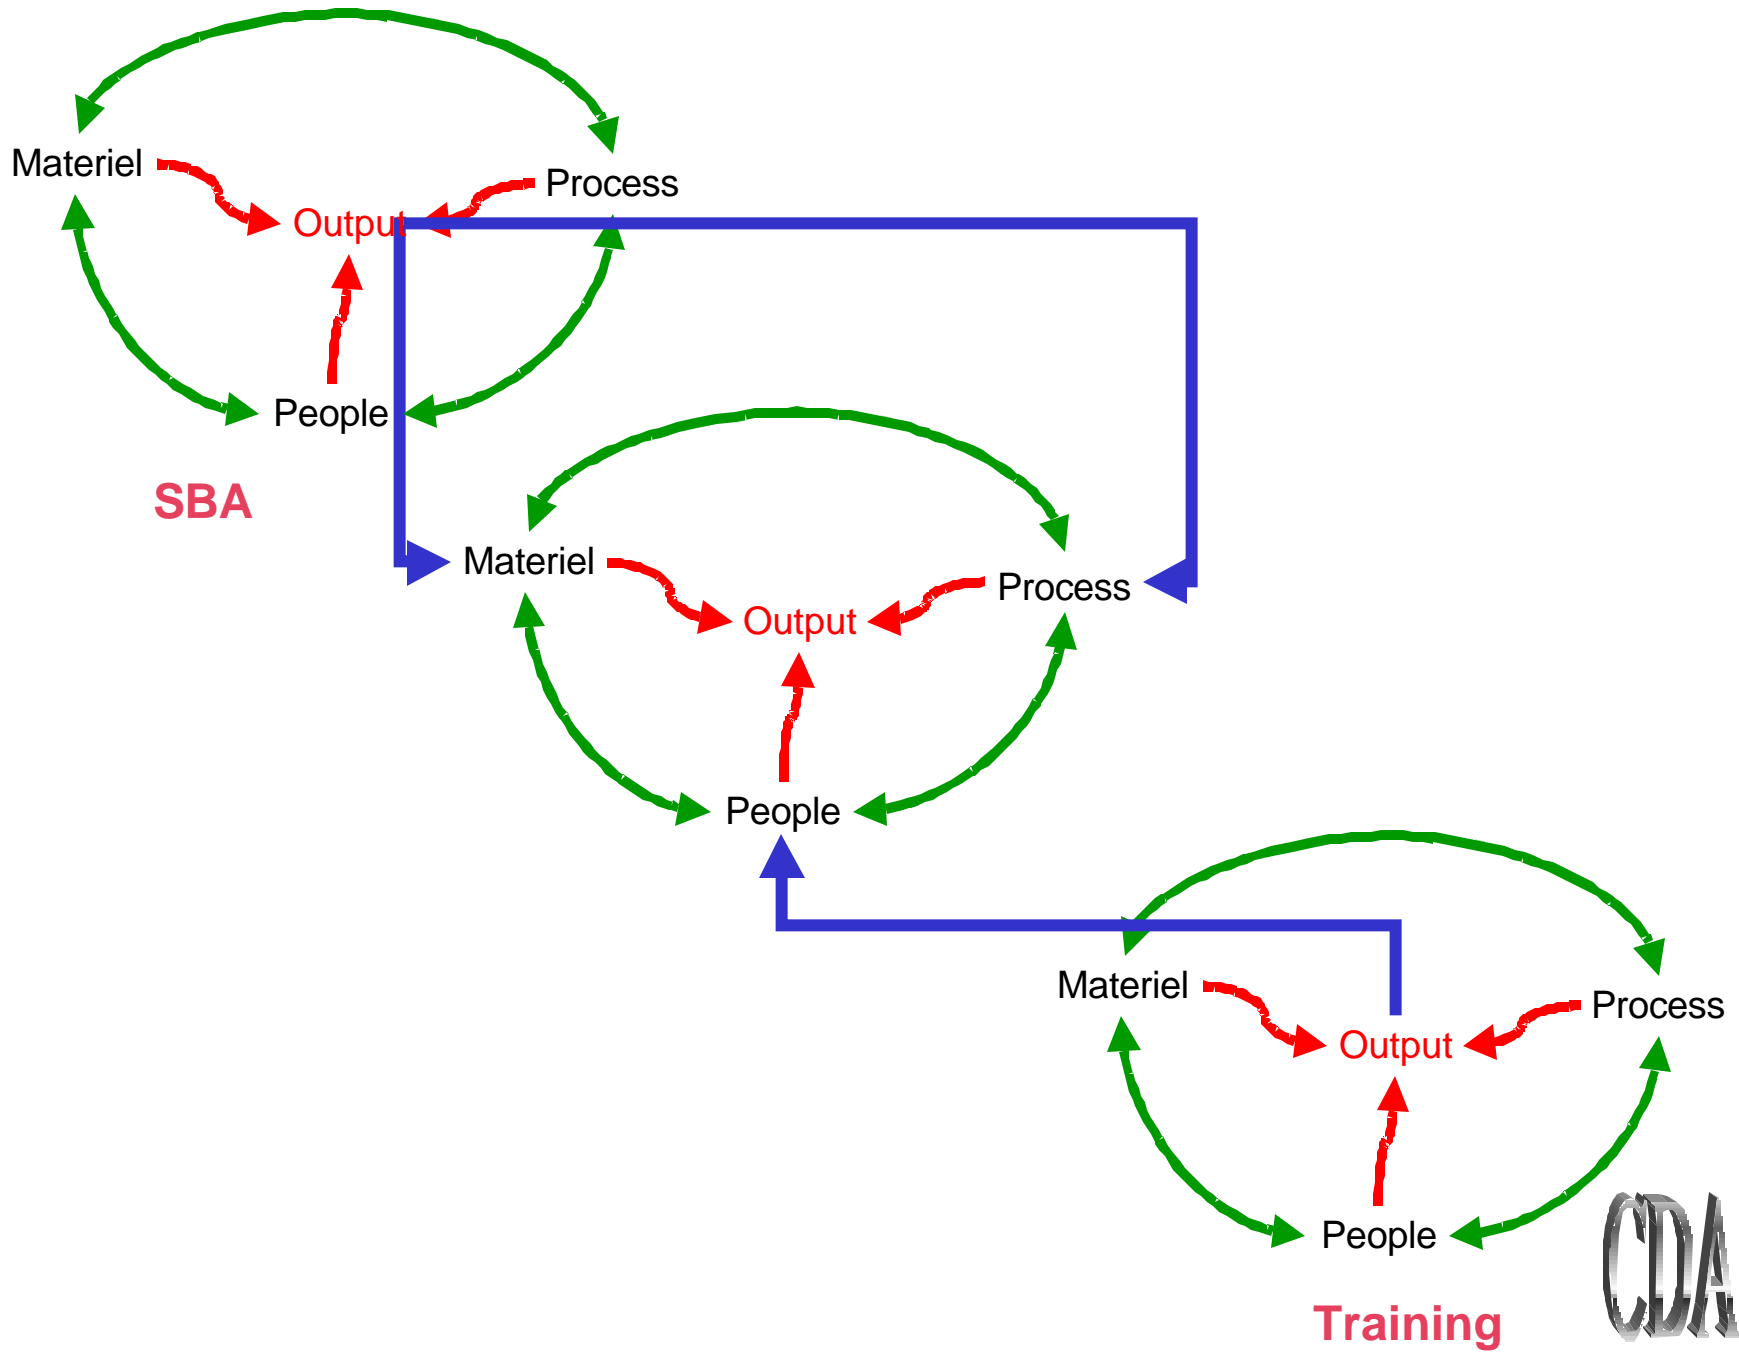 Materiel
Process
Output
People
SBA
Materiel
Process
Output
People
Materiel
Process
Output
People
Training
CDA